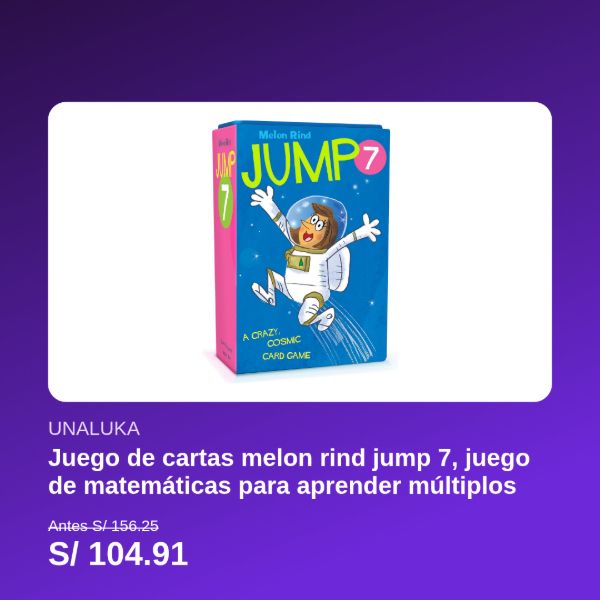 Melon Rind
JUMP 7
JUMP
7
A CRAZY,
COSMIC
CARD GAME
UNALUKA
Juego de cartas melon rind jump 7, juego
de matemáticas para aprender múltiplos
Antes S/ 156.25
S/ 104.91